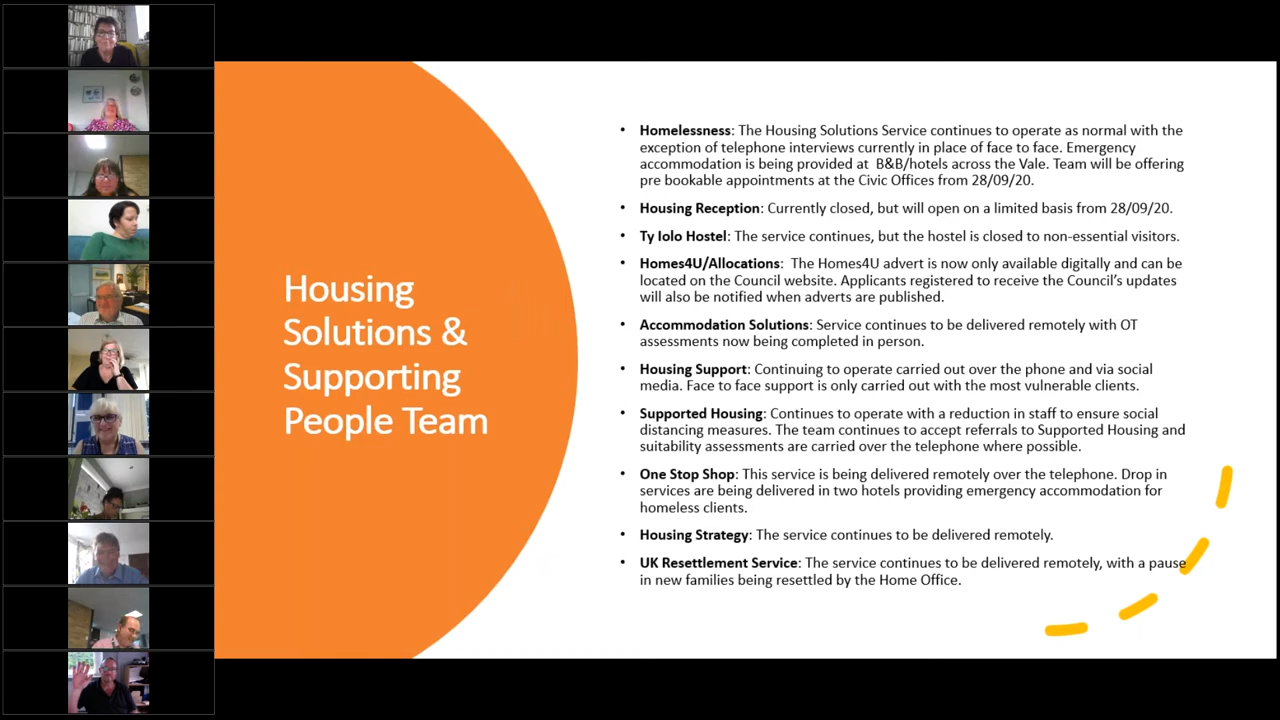 Housing
Solutions &
Supporting
People Team
• Homelessness: The Housing Solutions Service continues to operate as normal with the
exception of telephone interviews currently in place of face to face. Emergency
accommodation is being provided at  B&B/hotels across the Vale. Team will be offering
pre bookable appointments at the Civic Offices from 28/09/20.
• Housing Reception: Currently closed, but will open on a limited basis from 28/09/20.
• Ty Iolo Hostel: The service continues, but the hostel is closed to non-essential visitors.
• Homes4U/Allocations:  The Homes4U advert is now only available digitally and can be
located on the Council website. Applicants registered to receive the Council’s updates
will also be notified when adverts are published.
• Accommodation Solutions: Service continues to be delivered remotely with OT
assessments now being completed in person.
• Housing Support: Continuing to operate carried out over the phone and via social
media. Face to face support is only carried out with the most vulnerable clients.
• Supported Housing: Continues to operate with a reduction in staff to ensure social
distancing measures. The team continues to accept referrals to Supported Housing and
suitability assessments are carried over the telephone where possible.
• One Stop Shop: This service is being delivered remotely over the telephone. Drop in
services are being delivered in two hotels providing emergency accommodation for
homeless clients.
• Housing Strategy: The service continues to be delivered remotely.
• UK Resettlement Service: The service continues to be delivered remotely, with a pause
in new families being resettled by the Home Office.